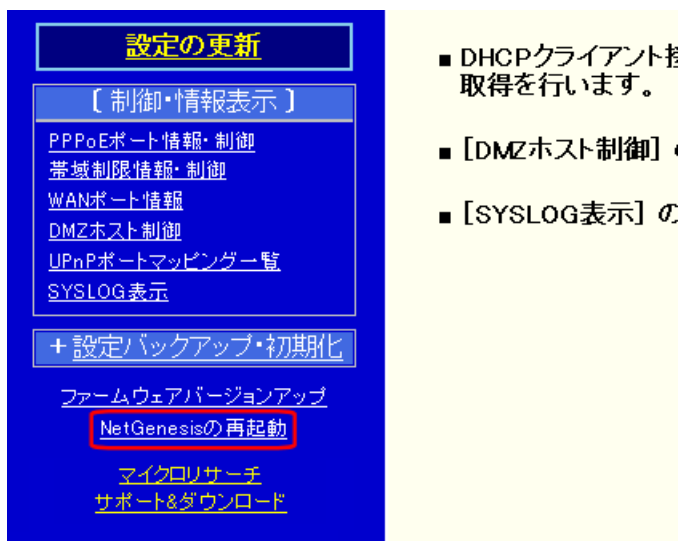 設定の更新
[ 制御・情報表示 ]
PPPoEポート情報・制御
帯域制限情報・制御
WANポート情報
DMZホスト制御
UPnPポートマッピング一覧
SYSLOG表示
+設定バックアップ・初期化
ファームウェアバージョンアップ
NetGenesisの再起動
マイクロリサーチ
サポート&ダウンロード
■ DHCPクライアント
取得を行います。
■ [DMZホスト制御]
■ [SYSLOG表示] の